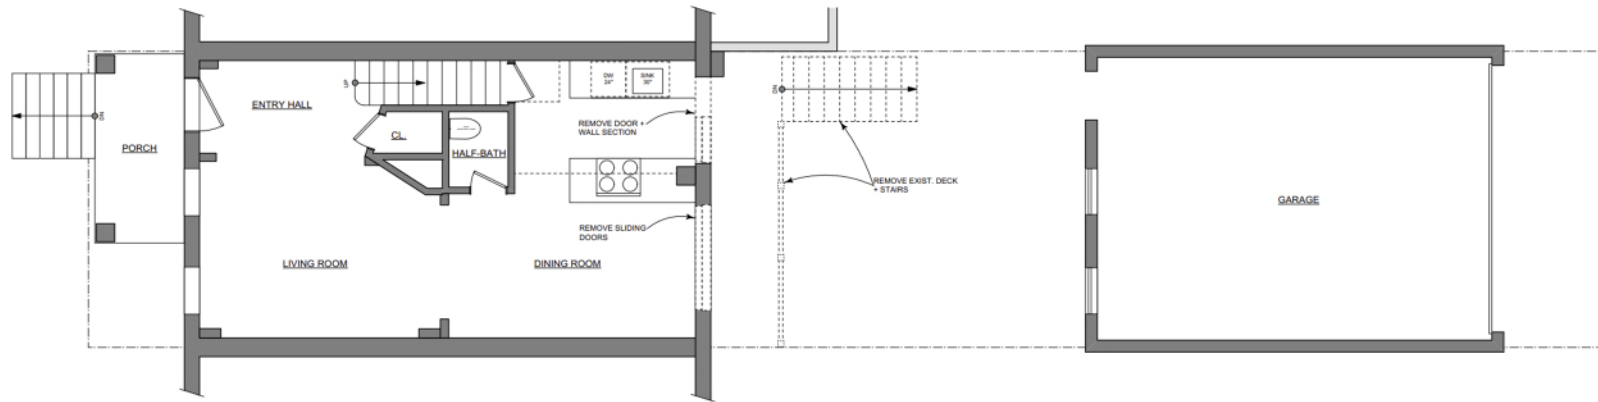 DN
PORCH
ENTRY HALL
UP
CL.
HALF-BATH
LIVING ROOM
DINING ROOM
DW
24"
SINK
30"
REMOVE DOOR +
WALL SECTION
REMOVE SLIDING
DOORS
DN
REMOVE EXIST. DECK
+ STAIRS
GARAGE